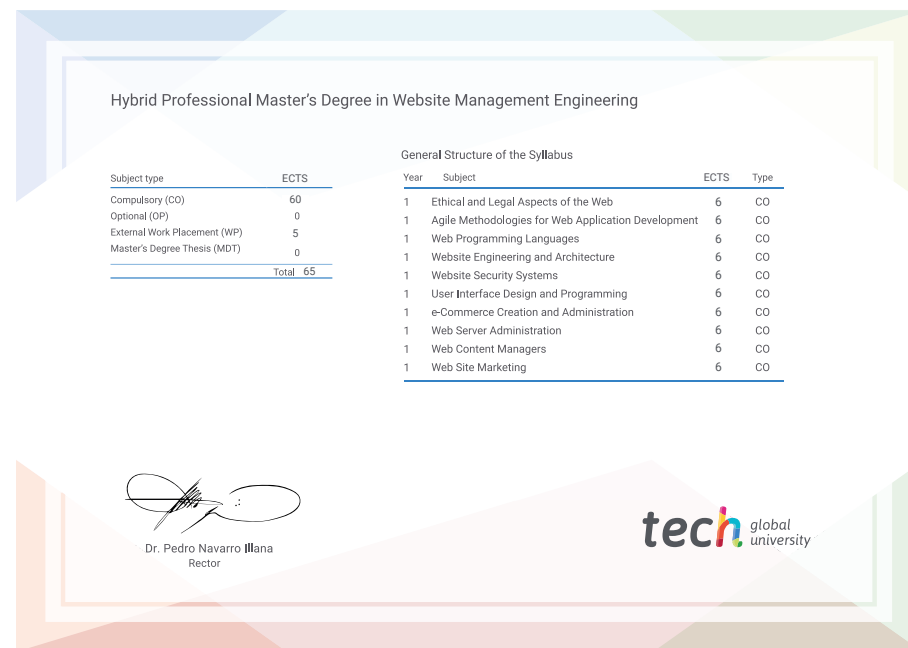 Hybrid Professional Master's Degree in Website Management Engineering
Subject type ECTS
Compulsory (CO) 60
Optional (OP) 0
External Work Placement (WP) 5
Master's Degree Thesis (MDT) 0
Total 65
General Structure of the Syllabus
Year Subject ECTS Type
1 Ethical and Legal Aspects of the Web 6 CO
1 Agile Methodologies for Web Application Development 6 CO
1 Web Programming Languages 6 CO
1 Website Engineering and Architecture 6 CO
1 Website Security Systems 6 CO
1 User Interface Design and Programming 6 CO
1 e-Commerce Creation and Administration 6 CO
1 Web Server Administration 6 CO
1 Web Content Managers 6 CO
1 Web Site Marketing 6 CO
Dr. Pedro Navarro Illana
Rector
tech global
university